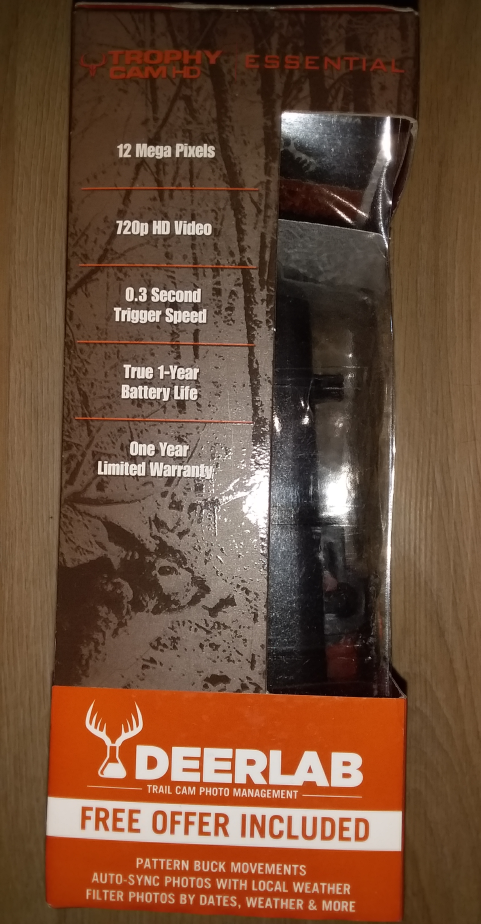 TROPHY
CAM HD ESSENTIAL
12 Mega Pixels
720p HD Video
0.3 Second
Trigger Speed
True 1-Year
Battery Life
One Year
Limited Warranty
DEERLAB
TRAIL CAM PHOTO MANAGEMENT
FREE OFFER INCLUDED
PATTERN BUCK MOVEMENTS
AUTO-SYNC PHOTOS WITH LOCAL WEATHER
FILTER PHOTOS BY DATES, WEATHER & MORE